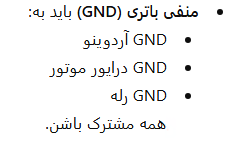 • منفی باتری (GND) باید به:
• GND آردوینو
• GND درایور موتور
• GND رله
همه مشترک باشن.